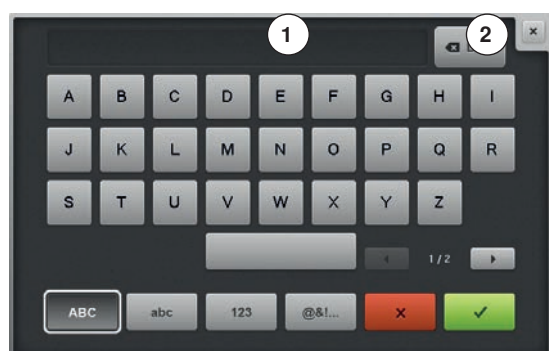 1 2 ×
A B C D E F G H I
J K L M N O P Q R
S T U V W X Y Z
1/2
ABC abc 123 @&!...